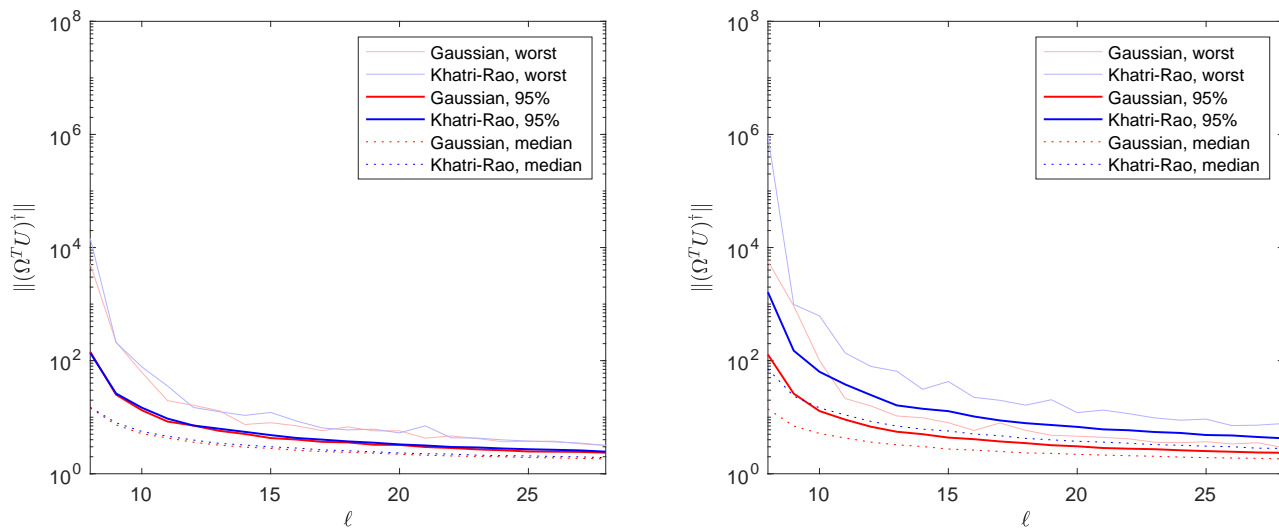 10^8
10^6
10^4
10^2
10^0
‖(Ω^T U)^†‖
Gaussian, worst
Khatri-Rao, worst
Gaussian, 95%
Khatri-Rao, 95%
Gaussian, median
Khatri-Rao, median
10 15 20 25
ℓ
10^8
10^6
10^4
10^2
10^0
‖(Ω^T U)^†‖
Gaussian, worst
Khatri-Rao, worst
Gaussian, 95%
Khatri-Rao, 95%
Gaussian, median
Khatri-Rao, median
10 15 20 25
ℓ